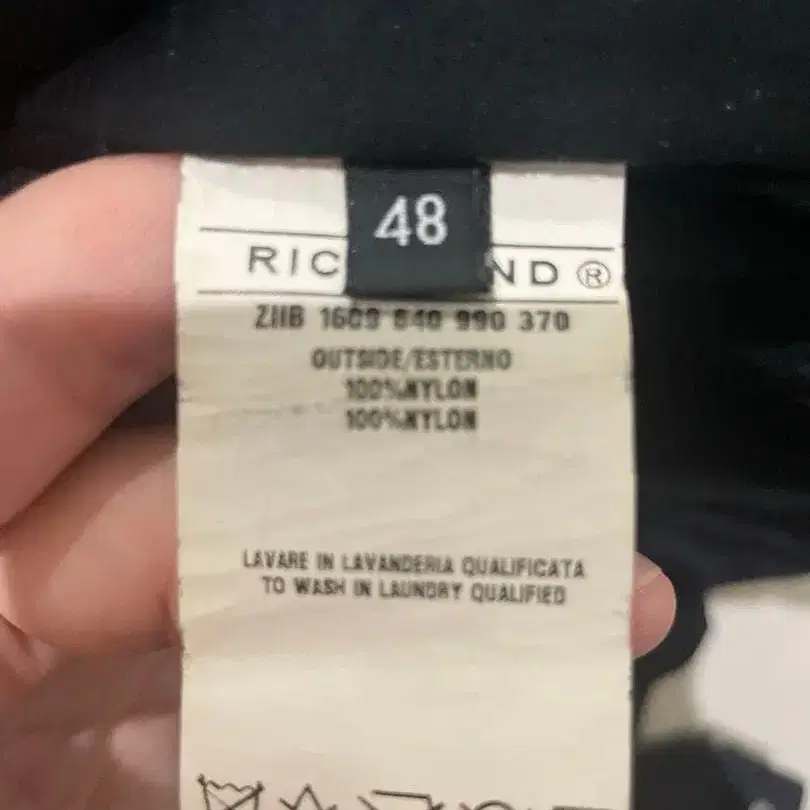 48
RIC ND®
ZIIB 1609 840 990 370
OUTSIDE/ESTERNO
100%NYLON
100%NYLON
LAVARE IN LAVANDERIA QUALIFICATA
TO WASH IN LAUNDRY QUALIFIED